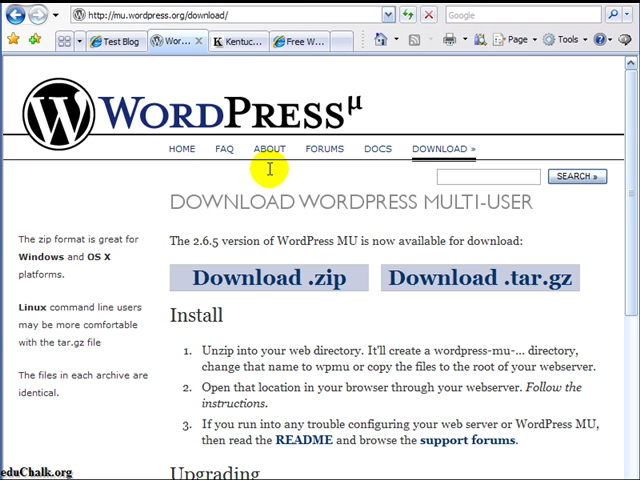 http://mu.wordpress.org/download/
Google
Test Blog
Wor...
Kentuc...
Free W...
Page
Tools
WORDPRESS µ
HOME FAQ ABOUT FORUMS DOCS DOWNLOAD »
SEARCH »
DOWNLOAD WORDPRESS MULTI-USER
The 2.6.5 version of WordPress MU is now available for download:
Download .zip Download .tar.gz
The zip format is great for
Windows and OS X
platforms.
Linux command line users
may be more comfortable
with the tar.gz file
The files in each archive are
identical.
Install
1. Unzip into your web directory. It'll create a wordpress-mu-... directory,
change that name to wpmu or copy the files to the root of your webserver.
2. Open that location in your browser through your webserver. Follow the
instructions.
3. If you run into any trouble configuring your web server or WordPress MU,
then read the README and browse the support forums.
Upgrading
eduChalk.org